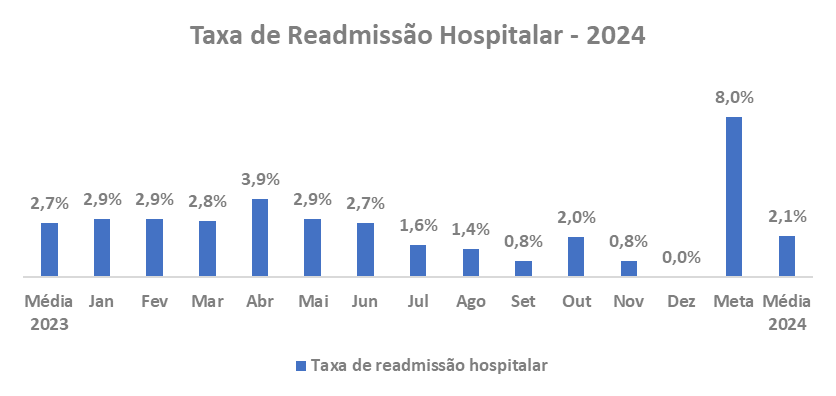 Taxa de Readmissão Hospitalar - 2024
2,7%
2,9%
2,9%
2,8%
3,9%
2,9%
2,7%
1,6%
1,4%
0,8%
2,0%
0,8%
0,0%
8,0%
2,1%
Média 2023
Jan
Fev
Mar
Abr
Mai
Jun
Jul
Ago
Set
Out
Nov
Dez
Meta
Média 2024
Taxa de readmissão hospitalar